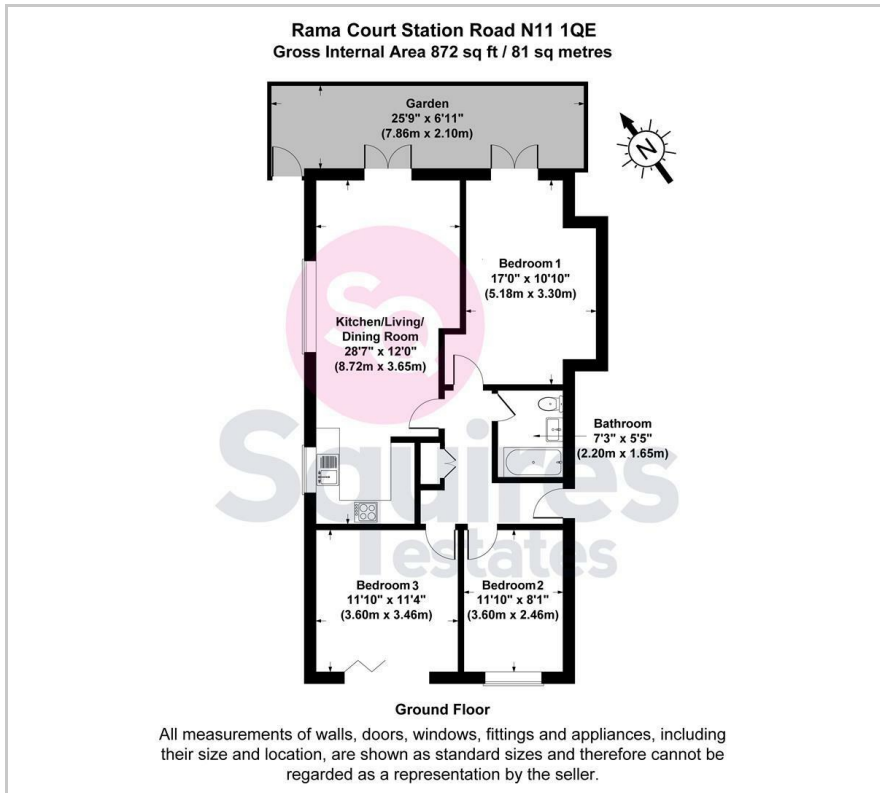 Rama Court Station Road N11 1QE
Gross Internal Area 872 sq ft / 81 sq metres
Garden
25'9" x 6'11"
(7.86m x 2.10m)
N
Bedroom 1
17'0" x 10'10"
(5.18m x 3.30m)
SQ
Kitchen/Living/
Dining Room
28'7" x 12'0"
(8.72m x 3.65m)
Bathroom
7'3" x 5'5"
(2.20m x 1.65m)
Squires
estates
Bedroom 3
11'10" x 11'4"
(3.60m x 3.46m)
Bedroom 2
11'10" x 8'1"
(3.60m x 2.46m)
Ground Floor
All measurements of walls, doors, windows, fittings and appliances, including
their size and location, are shown as standard sizes and therefore cannot be
regarded as a representation by the seller.